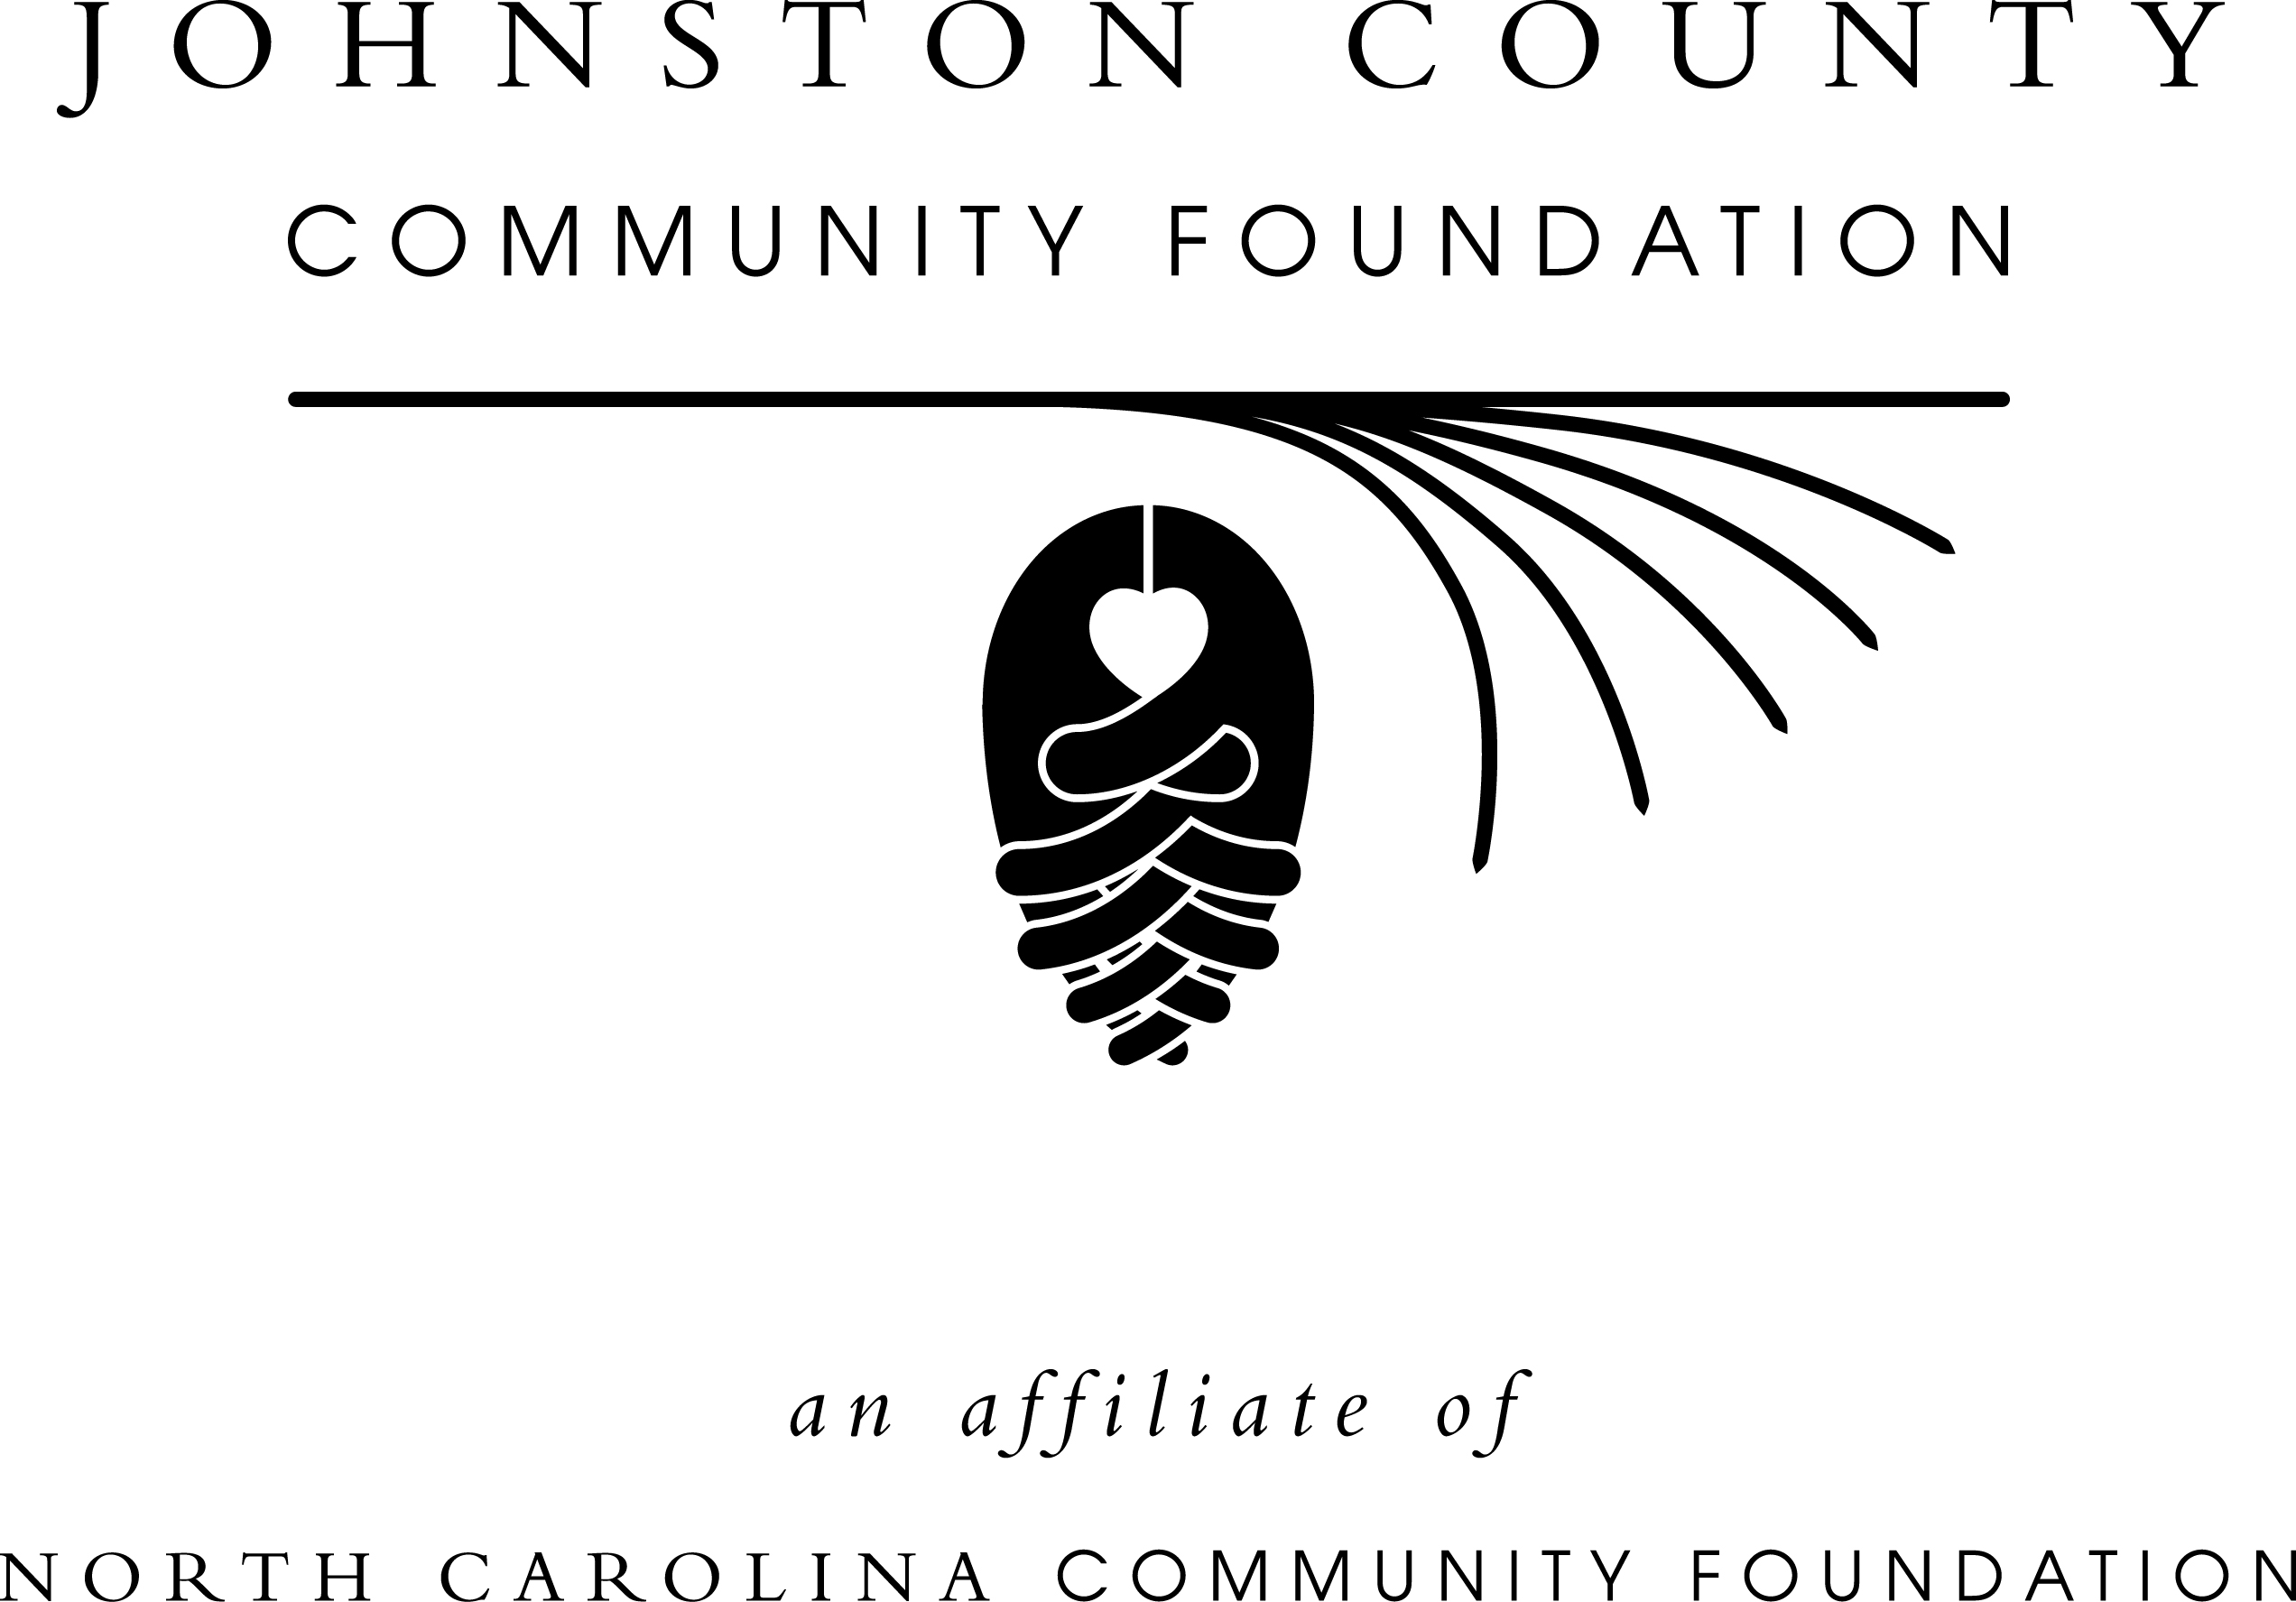 JOHNSTON COUNTY
COMMUNITY FOUNDATION
an affiliate of
NORTH CAROLINA COMMUNITY FOUNDATION